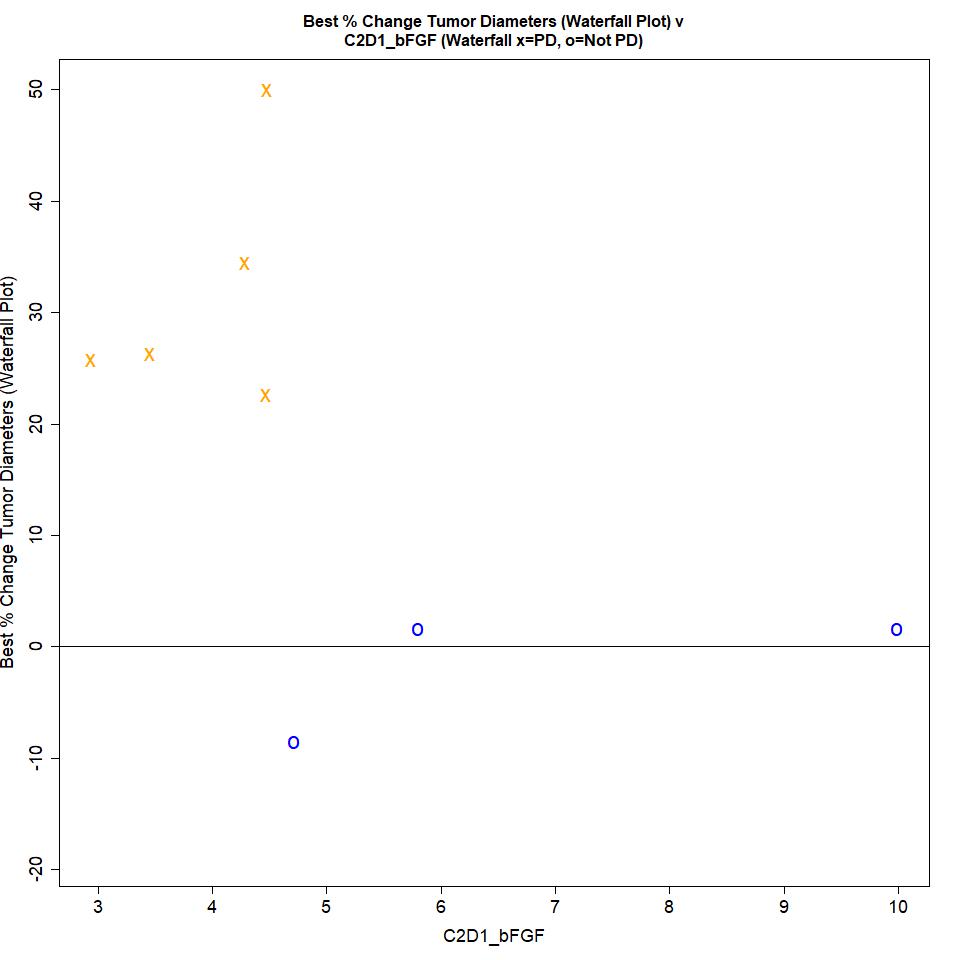 Best % Change Tumor Diameters (Waterfall Plot) v
C2D1_bFGF (Waterfall x=PD, o=Not PD)
Best % Change Tumor Diameters (Waterfall Plot)
50
40
30
20
10
0
-10
-20
X
X
X
X
X
O
O
O
3 4 5 6 7 8 9 10
C2D1_bFGF